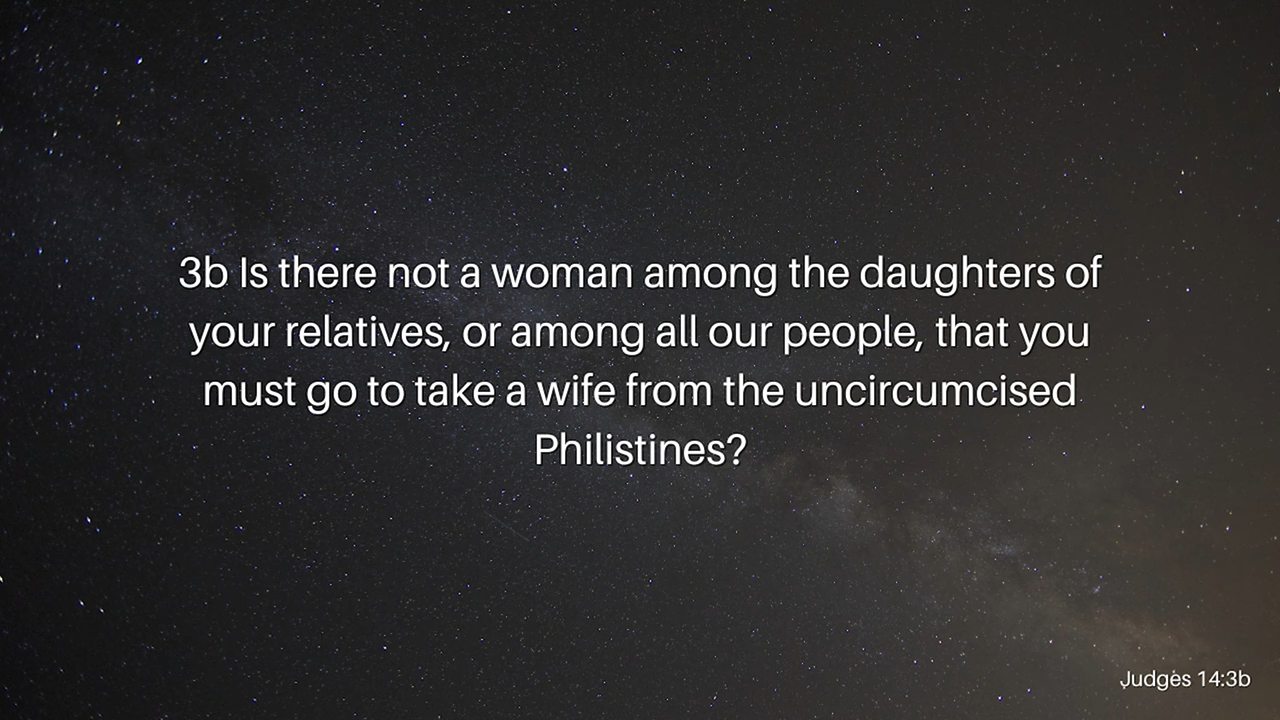 3b Is there not a woman among the daughters of
your relatives, or among all our people, that you
must go to take a wife from the uncircumcised
Philistines?
Judges 14:3b